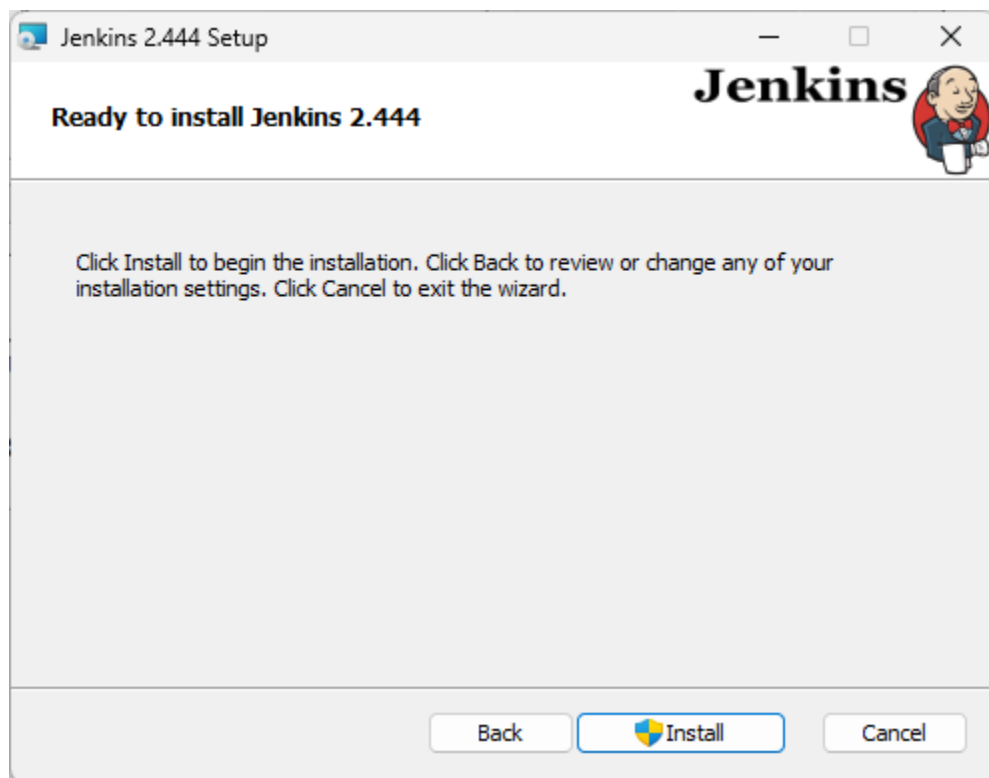 Jenkins 2.444 Setup
Jenkins
Ready to install Jenkins 2.444
Click Install to begin the installation. Click Back to review or change any of your
installation settings. Click Cancel to exit the wizard.
Back
Install
Cancel